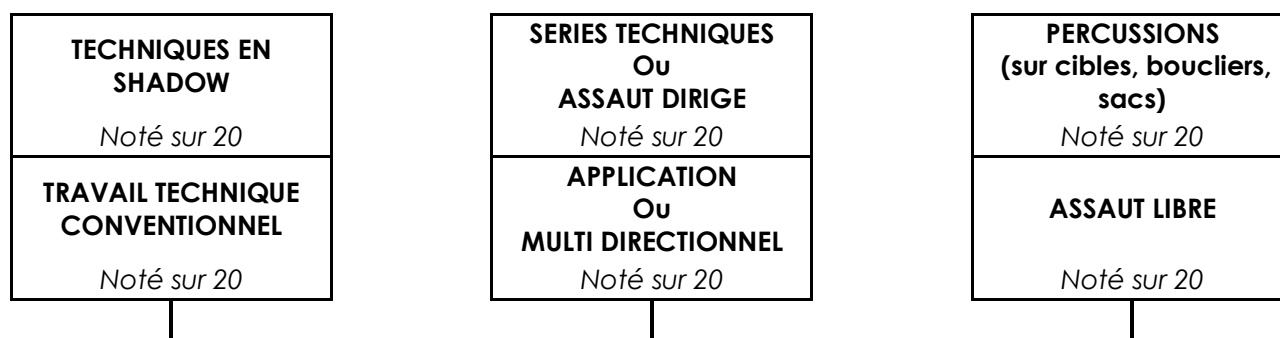 TECHNIQUES EN
SHADOW
Noté sur 20
TRAVAIL TECHNIQUE
CONVENTIONNEL
Noté sur 20
SERIES TECHNIQUES
Ou
ASSAUT DIRIGE
Noté sur 20
APPLICATION
Ou
MULTI DIRECTIONNEL
Noté sur 20
PERCUSSIONS
(sur cibles, boucliers,
sacs)
Noté sur 20
ASSAUT LIBRE
Noté sur 20